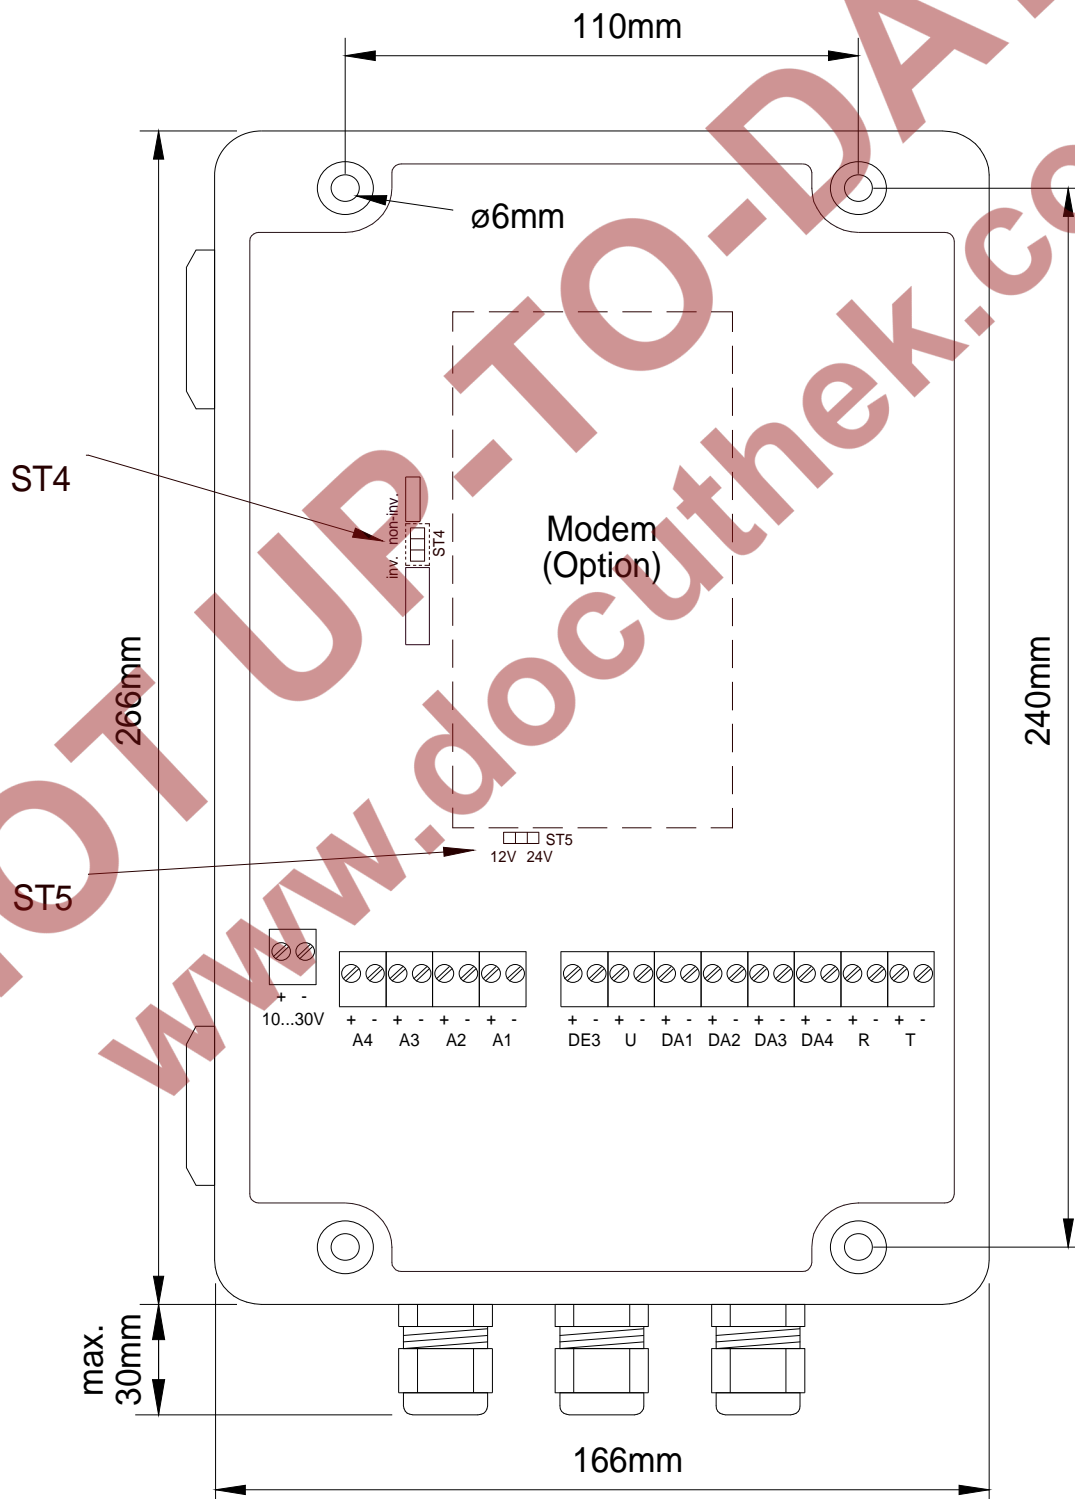 110mm
ø6mm
ST4
non-inv.
inv.
ST4
Modem
(Option)
266mm
240mm
ST5
12V 24V
ST5
+ -
10...30V
+ - + - + - + -
A4 A3 A2 A1
+ - + - + - + - + - + - + - + -
DE3 U DA1 DA2 DA3 DA4 R T
max.
30mm
166mm
NOT UP-TO-DA
www.docuthek.co